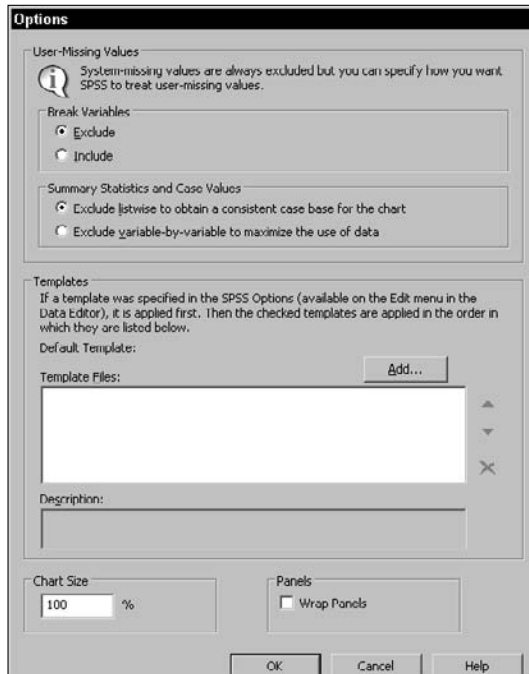 Options
User-Missing Values
System-missing values are always excluded but you can specify how you want
SPSS to treat user-missing values.
Break Variables
Exclude
Include
Summary Statistics and Case Values
Exclude listwise to obtain a consistent case base for the chart
Exclude variable-by-variable to maximize the use of data
Templates
If a template was specified in the SPSS Options (available on the Edit menu in the
Data Editor), it is applied first. Then the checked templates are applied in the order in
which they are listed below.
Default Template:
Template Files:
Add...
Description:
Chart Size
100 %
Panels
Wrap Panels
OK Cancel Help